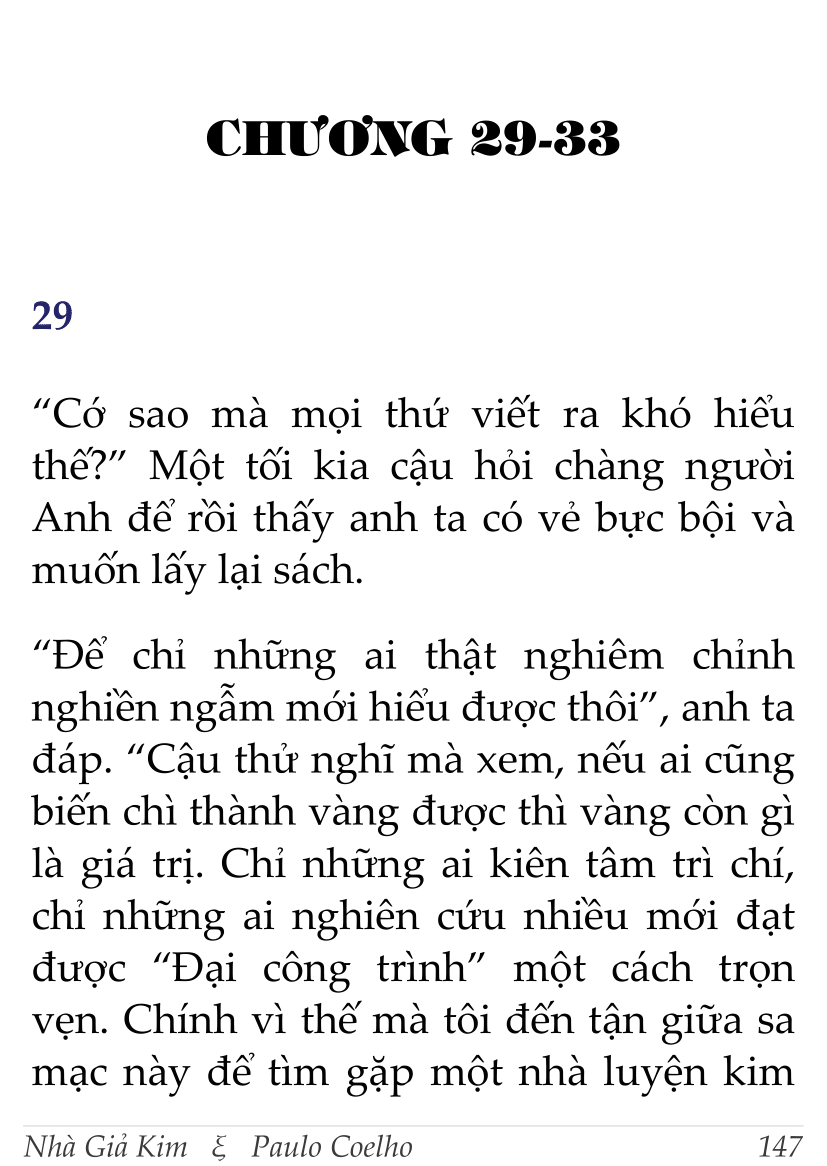 CHƯƠNG 29-33
29
“Cớ sao mà mọi thứ viết ra khó hiểu
thế?” Một tối kia cậu hỏi chàng người
Anh để rồi thấy anh ta có vẻ bực bội và
muốn lấy lại sách.
“Để chỉ những ai thật nghiêm chỉnh
nghiền ngẫm mới hiểu được thôi”, anh ta
đáp. “Cậu thử nghĩ mà xem, nếu ai cũng
biến chì thành vàng được thì vàng còn gì
là giá trị. Chỉ những ai kiên tâm trì chí,
chỉ những ai nghiên cứu nhiều mới đạt
được “Đại công trình” một cách trọn
vẹn. Chính vì thế mà tôi đến tận giữa sa
mạc này để tìm gặp một nhà luyện kim
Nhà Giả Kim ξ Paulo Coelho 147